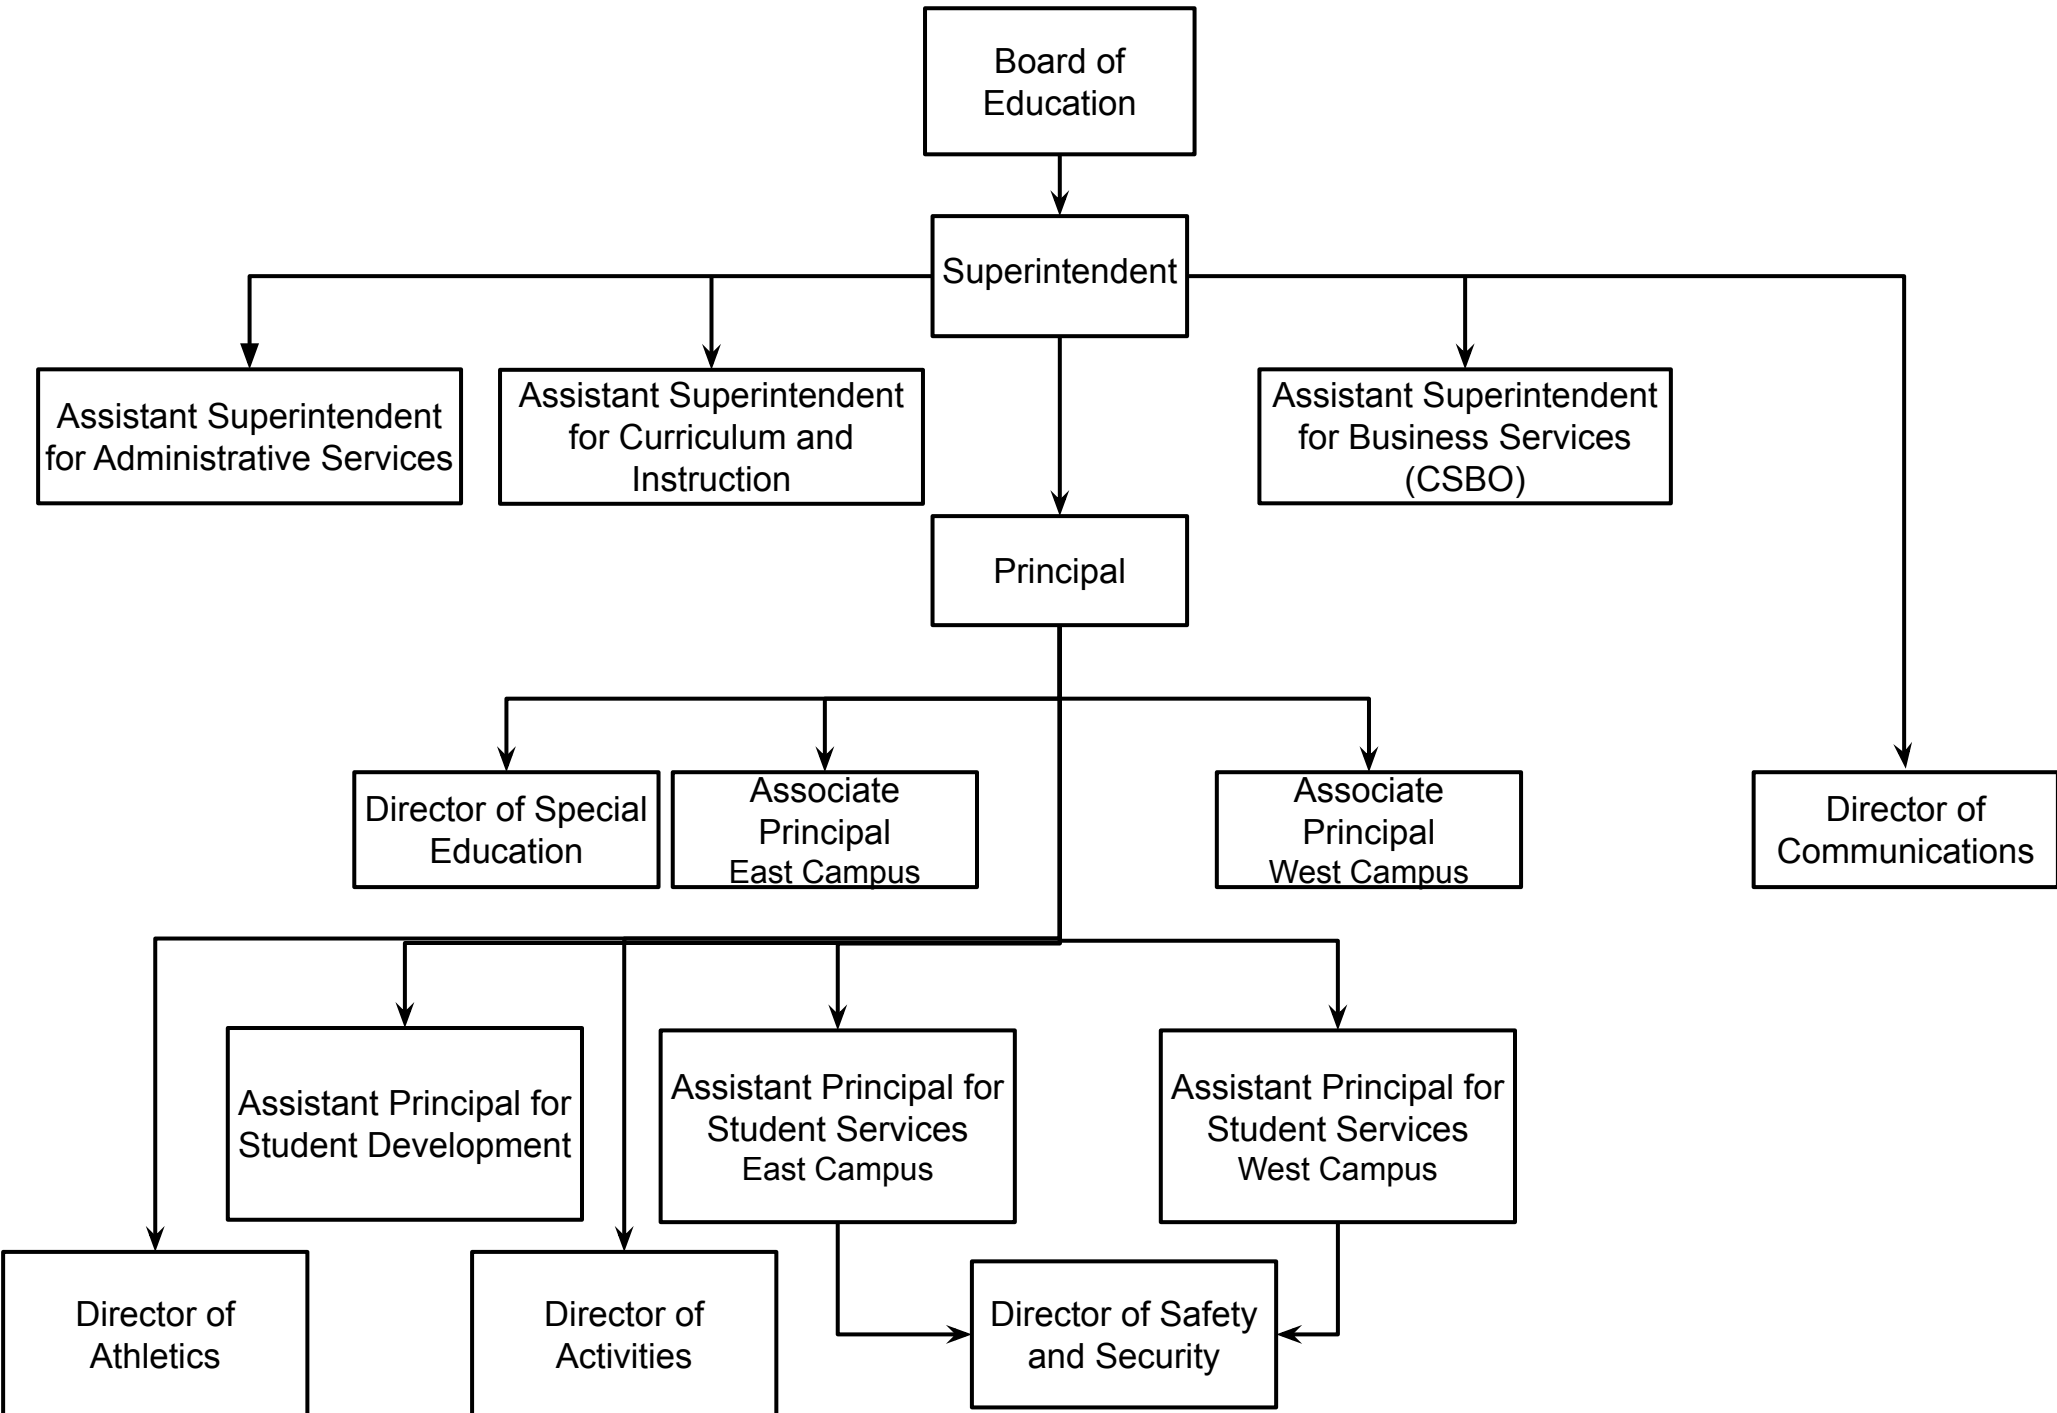 Board of
Education
Superintendent
Assistant Superintendent
for Administrative Services
Assistant Superintendent
for Curriculum and
Instruction
Assistant Superintendent
for Business Services
(CSBO)
Principal
Director of Special
Education
Associate
Principal
East Campus
Associate
Principal
West Campus
Director of
Communications
Assistant Principal for
Student Development
Assistant Principal for
Student Services
East Campus
Assistant Principal for
Student Services
West Campus
Director of
Athletics
Director of
Activities
Director of Safety
and Security